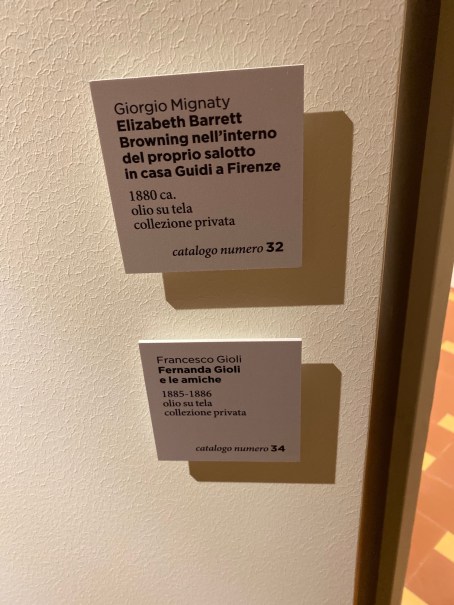 Giorgio Mignaty
Elizabeth Barrett
Browning nell'interno
del proprio salotto
in casa Guidi a Firenze
1880 ca.
olio su tela
collezione privata
catalogo numero 32
Francesco Gioli
Fernanda Gioli
e le amiche
1885-1886
olio su tela
collezione privata
catalogo numero 34